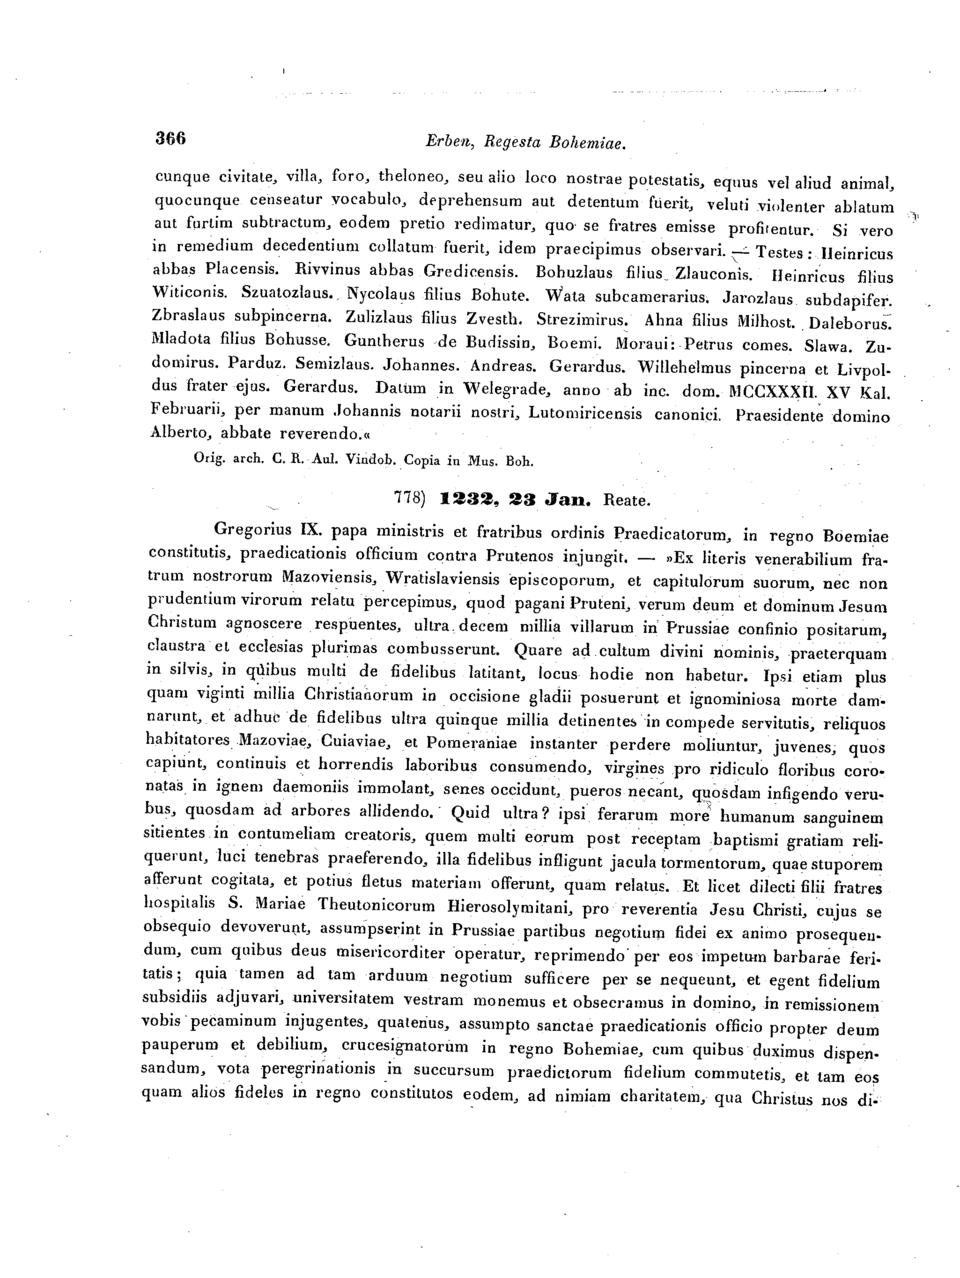 366 Erben, Regesta Bohemiae.
cunque civitate, villa, foro, theloneo, seu alio loco nostrae potestatis, equus vel aliud animal,
quocunque censeatur vocabulo, deprehensum aut detentum fuerit, veluti violenter ablatum
aut furtim subtractum, eodem pretio redimatur, quo se fratres emisse profitentur. Si vero
in remedium decedentium collatum fuerit, idem praecipimus observari. — Testes: Heinricus
abbas Placensis. Rivvinus abbas Gredicensis. Bohuzlaus filius Zlauconis. Heinricus filius
Witiconis. Szuatozlaus. Nycolaus filius Bohute. Wata subcamerarius. Jarozlaus subdapifer.
Zbraslaus subpincerna. Zulizlaus filius Zvesth. Strezimirus. Ahna filius Milhost. Daleborus.
Mladota filius Bohusse. Guntherus de Budissin, Boemi. Moraui: Petrus comes. Slawa. Zu-
domirus. Parduz. Semizlaus. Johannes. Andreas. Gerardus. Willehelmus pincerna et Livpol-
dus frater ejus. Gerardus. Datum in Welegrade, anno ab inc. dom. MCCXXXII. XV Kal.
Februarii, per manum Johannis notarii nostri, Lutomiricensis canonici. Praesidente domino
Alberto, abbate reverendo.«
Orig. arch. C. R. Aul. Vindob. Copia in Mus. Boh.
778) 1232, 23 Jan. Reate.
Gregorius IX. papa ministris et fratribus ordinis Praedicatorum, in regno Boemiae
constitutis, praedicationis officium contra Prutenos injungit. — »Ex literis venerabilium fra-
trum nostrorum Mazoviensis, Wratislaviensis episcoporum, et capitulorum suorum, nec non
prudentium virorum relatu percepimus, quod pagani Pruteni, verum deum et dominum Jesum
Christum agnoscere respuentes, ultra decem millia villarum in Prussiae confinio positarum,
claustra et ecclesias plurimas combusserunt. Quare ad cultum divini nominis, praeterquam
in silvis, in quibus multi de fidelibus latitant, locus hodie non habetur. Ipsi etiam plus
quam viginti millia Christianorum in occisione gladii posuerunt et ignominiosa morte dam-
narunt, et adhuc de fidelibus ultra quinque millia detinentes in compede servitutis, reliquos
habitatores Mazoviae, Cuiaviae, et Pomeraniae instanter perdere moliuntur, juvenes, quos
capiunt, continuis et horrendis laboribus consumendo, virgines pro ridiculo floribus coro-
natas in ignem daemoniis immolant, senes occidunt, pueros necant, quosdam infigendo veru-
bus, quosdam ad arbores allidendo. Quid ultra? ipsi ferarum more humanum sanguinem
sitientes in contumeliam creatoris, quem multi eorum post receptam baptismi gratiam reli-
querunt, luci tenebras praeferendo, illa fidelibus infligunt jacula tormentorum, quae stuporem
afferunt cogitata, et potius fletus materiam offerunt, quam relatus. Et licet dilecti filii fratres
hospitalis S. Mariae Theutonicorum Hierosolymitani, pro reverentia Jesu Christi, cujus se
obsequio devoverunt, assumpserint in Prussiae partibus negotium fidei ex animo prosequen-
dum, cum quibus deus misericorditer operatur, reprimendo per eos impetum barbarae feri-
tatis; quia tamen ad tam arduum negotium sufficere per se nequeunt, et egent fidelium
subsidiis adjuvari, universitatem vestram monemus et obsecramus in domino, in remissionem
vobis pecaminum injugentes, quatenus, assumpto sanctae praedicationis officio propter deum
pauperum et debilium, crucesignatorum in regno Bohemiae, cum quibus duximus dispen-
sandum, vota peregrinationis in succursum praedictorum fidelium commutetis, et tam eos
quam alios fideles in regno constitutos eodem, ad nimiam charitatem, qua Christus nos di-